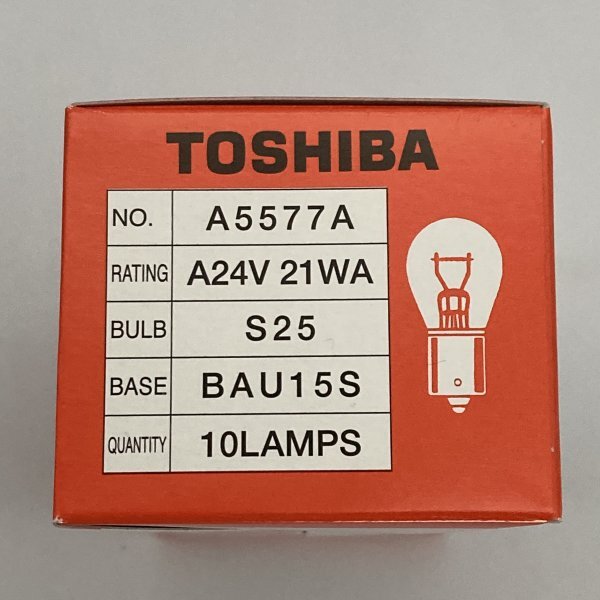 TOSHIBA
NO. A5577A
RATING A24V 21WA
BULB S25
BASE BAU15S
QUANTITY 10LAMPS